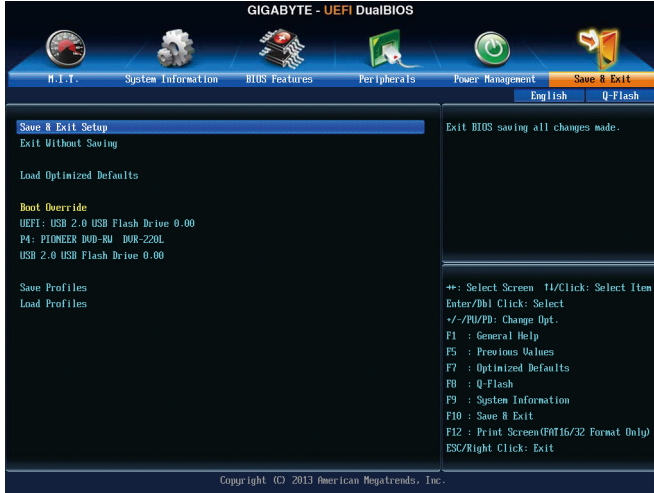 GIGABYTE - UEFI DualBIOS
M.I.T.
System Information
BIOS Features
Peripherals
Power Management
Save & Exit
English
Q-Flash
Save & Exit Setup
Exit Without Saving
Load Optimized Defaults
Boot Override
UEFI: USB 2.0 USB Flash Drive 0.00
P4: PIONEER DVD-RW DVR-220L
USB 2.0 USB Flash Drive 0.00
Save Profiles
Load Profiles
Exit BIOS saving all changes made.
→←: Select Screen ↑↓/Click: Select Item
Enter/Dbl Click: Select
+/-/PU/PD: Change Opt.
F1 : General Help
F5 : Previous Values
F7 : Optimized Defaults
F8 : Q-Flash
F9 : System Information
F10 : Save & Exit
F12 : Print Screen(FAT16/32 Format Only)
ESC/Right Click: Exit
Copyright (C) 2013 American Megatrends, Inc.